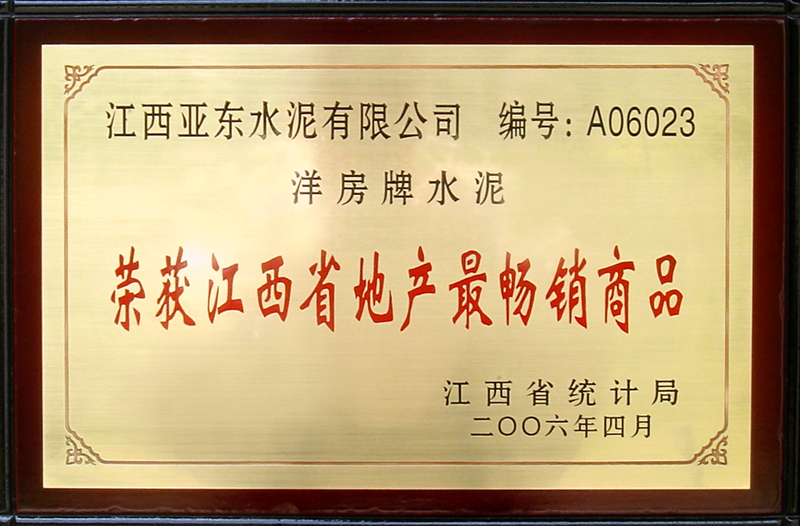 江西亚东水泥有限公司 编号：A06023
洋房牌水泥
荣获江西省地产最畅销商品
江西省统计局
二〇〇六年四月